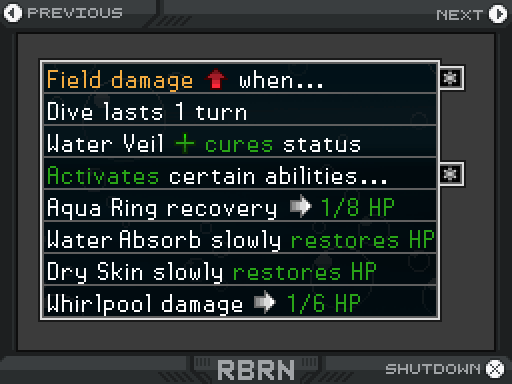 PREVIOUS
NEXT
Field damage when...
Dive lasts 1 turn
Water Veil + cures status
Activates certain abilities...
Aqua Ring recovery ➡ 1/8 HP
Water Absorb slowly restores HP
Dry Skin slowly restores HP
Whirlpool damage ➡ 1/6 HP
RBRN
SHUTDOWN